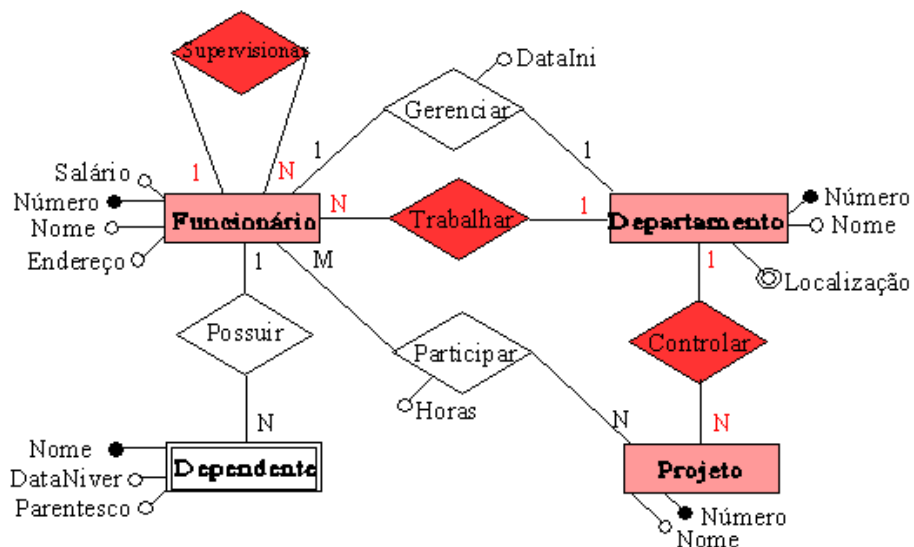 Supervisionar
DataIni
Gerenciar
1
1
Salário
1
N
Número
Nome
Endereço
Funcionário
N
Trabalhar
1
Departamento
Número
Nome
Localização
1
M
1
Possuir
Participar
Horas
Controlar
N
N
N
Nome
DataNiver
Parentesco
Dependente
Projeto
Número
Nome